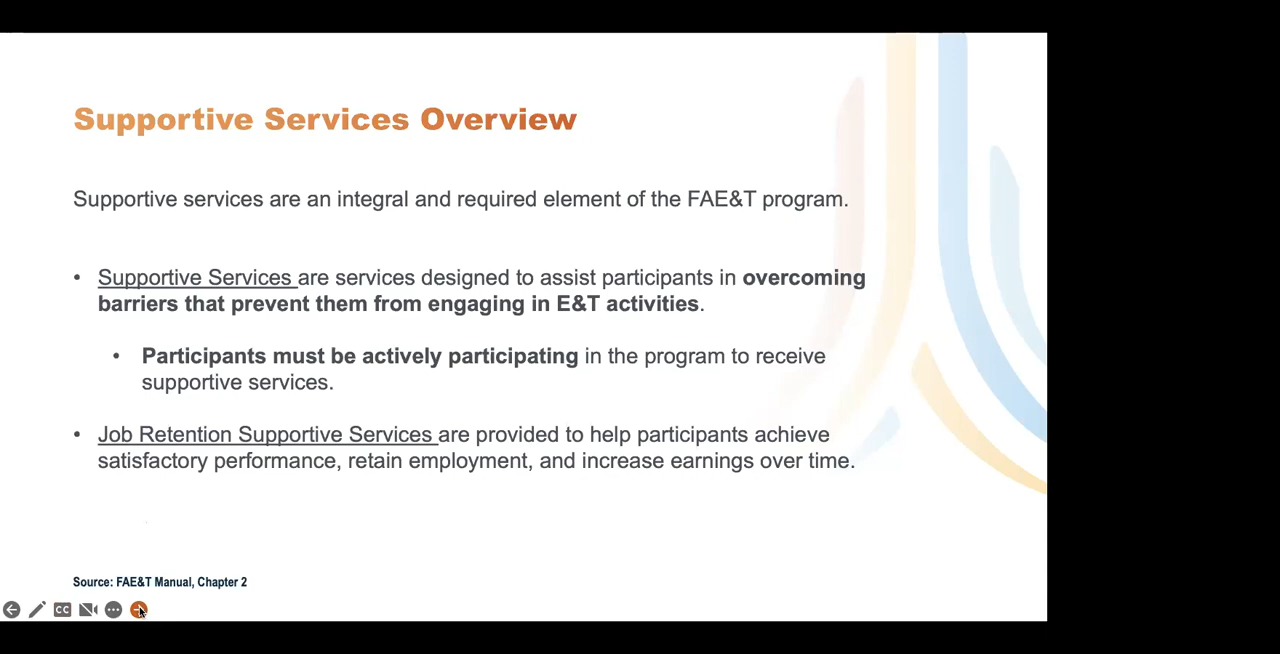 Supportive Services Overview
Supportive services are an integral and required element of the FAE&T program.
• Supportive Services are services designed to assist participants in overcoming
barriers that prevent them from engaging in E&T activities.
• Participants must be actively participating in the program to receive
supportive services.
• Job Retention Supportive Services are provided to help participants achieve
satisfactory performance, retain employment, and increase earnings over time.
Source: FAE&T Manual, Chapter 2
CC